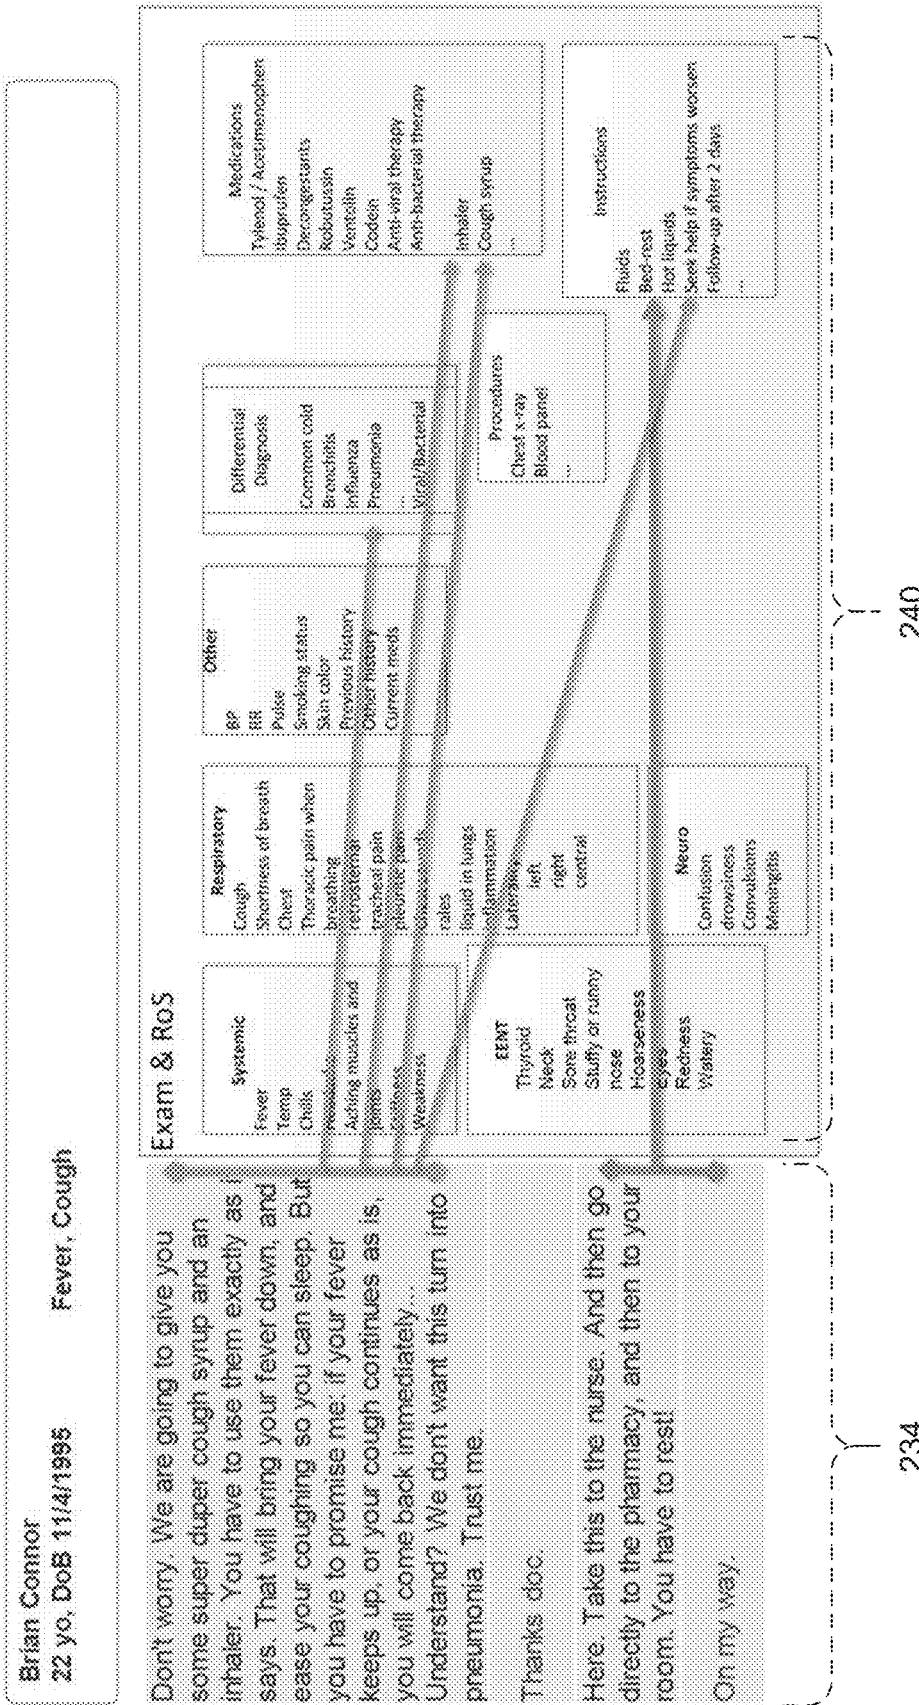 Brian Connor
22 yo, DoB 11/4/1995 Fever, Cough
Don't worry. We are going to give you
some super duper cough syrup and an
inhaler. You have to use them exactly as i
says. That will bring your fever down, and
ease your coughing so you can sleep. But
you have to promise me: if your fever
keeps up, or your cough continues as is,
you will come back immediately...
Understand? We don't want this turn into
pneumonia. Trust me.
Thanks doc.
Here. Take this to the nurse. And then go
directly to the pharmacy, and then to your
room. You have to rest!
On my way.
234
Exam & RoS
Systemic
Fever
Temp
Chills
Aching muscles and
joints
Weakness
EENT
Thyroid
Neck
Sore throat
Stuffy or runny
nose
Hoarseness
Eyes
Redness
Watery
Respiratory
Cough
Shortness of breath
Chest
Thoracic pain when
breathing
retrosternal
tracheal pain
pleuritic pain
rales
liquid in lungs
inflammation
Laterality
left
right
central
Neuro
Confusion
drowsiness
Convulsions
Meningitis
Other
BP
RR
Pulse
Smoking status
Skin color
Previous history
Other history
Current meds
Differential
Diagnosis
Common cold
Bronchitis
Influenza
Pneumonia
...
Viral/Bacterial
Procedures
Chest x-ray
Blood panel
...
Medications
Tylenol / Acetmenophen
Ibuprofen
Decongestants
Robutussin
Ventolin
Codein
Anti-viral therapy
Anti-bacterial therapy
Inhaler
Cough syrup
...
Instructions
Fluids
Bed-rest
Hot liquids
Seek help if symptoms worsen
Follow-up after 2 days
...
240